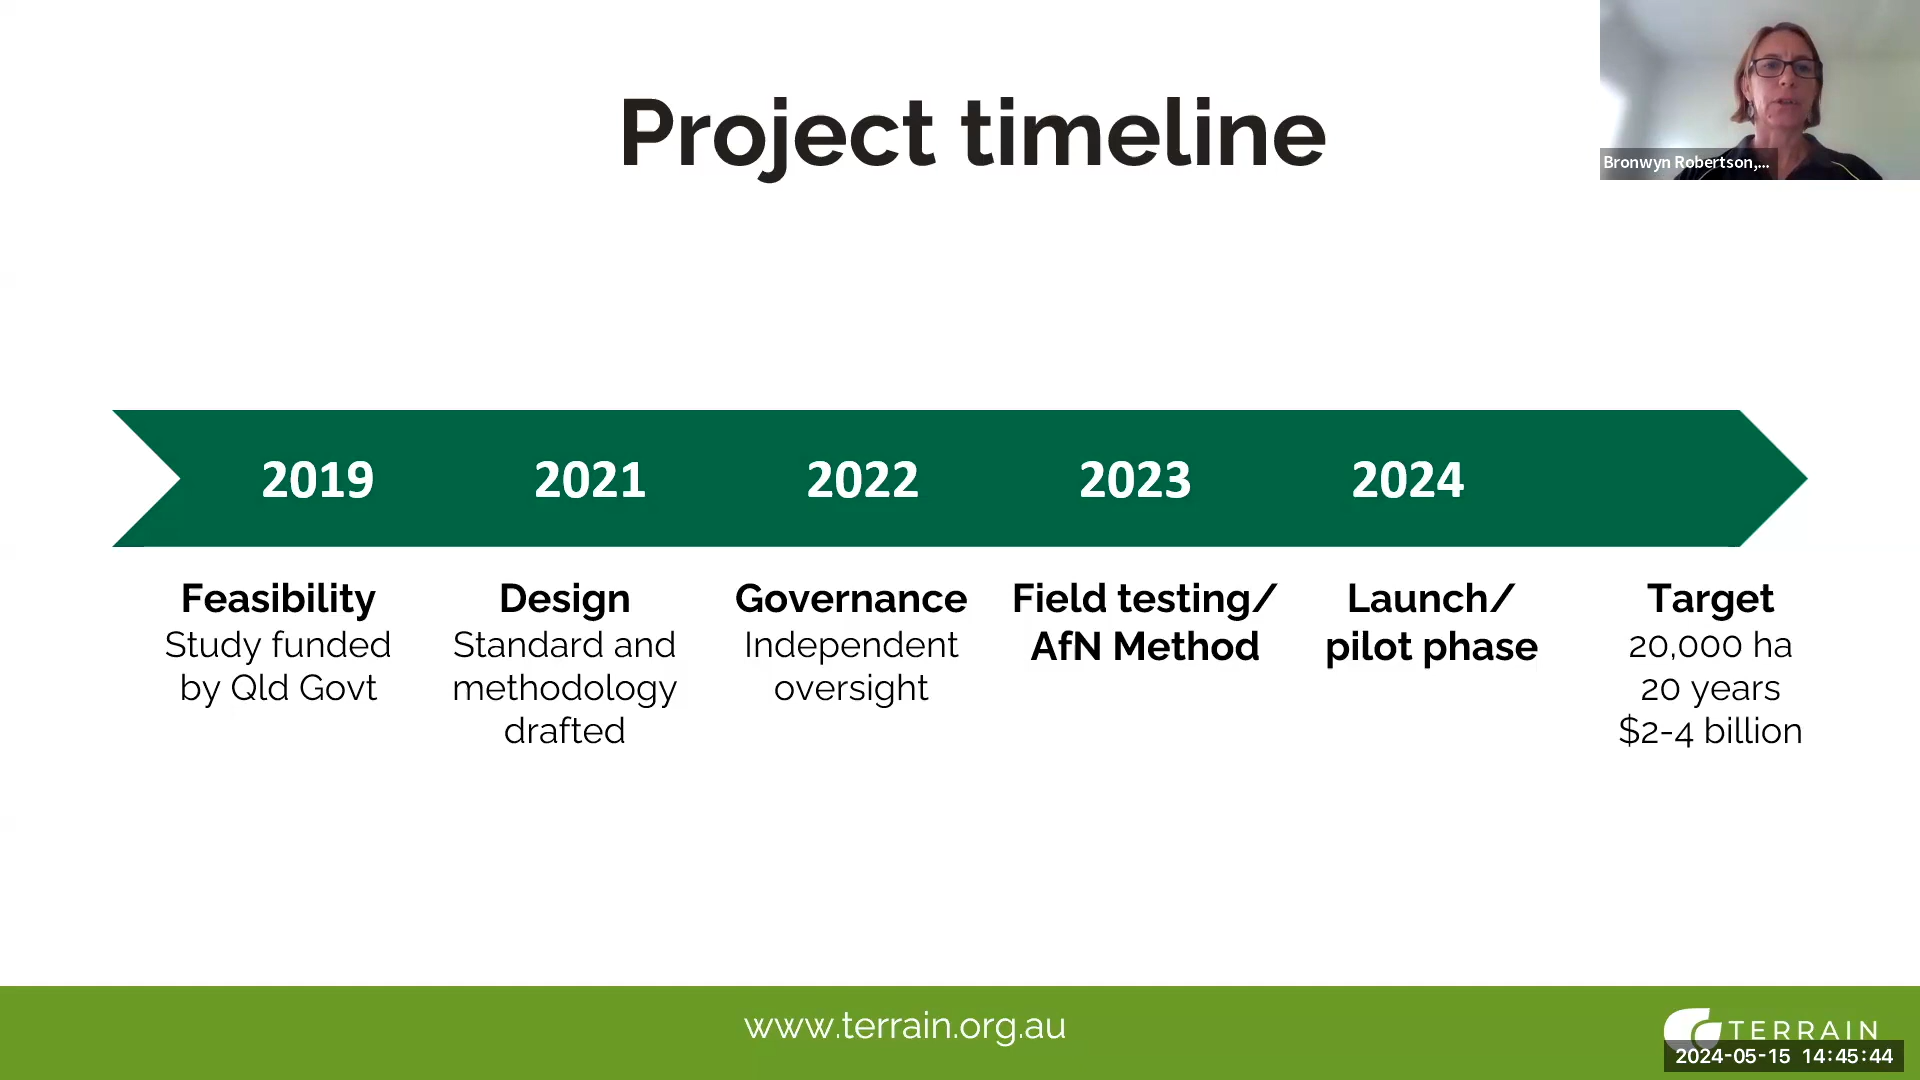 Project timeline
Bronwyn Robertson,...
2019 2021 2022 2023 2024
Feasibility
Study funded
by Qld Govt
Design
Standard and
methodology
drafted
Governance
Independent
oversight
Field testing/
AfN Method
Launch/
pilot phase
Target
20,000 ha
20 years
$2-4 billion
www.terrain.org.au
TERRAIN
2024-05-15 14:45:44